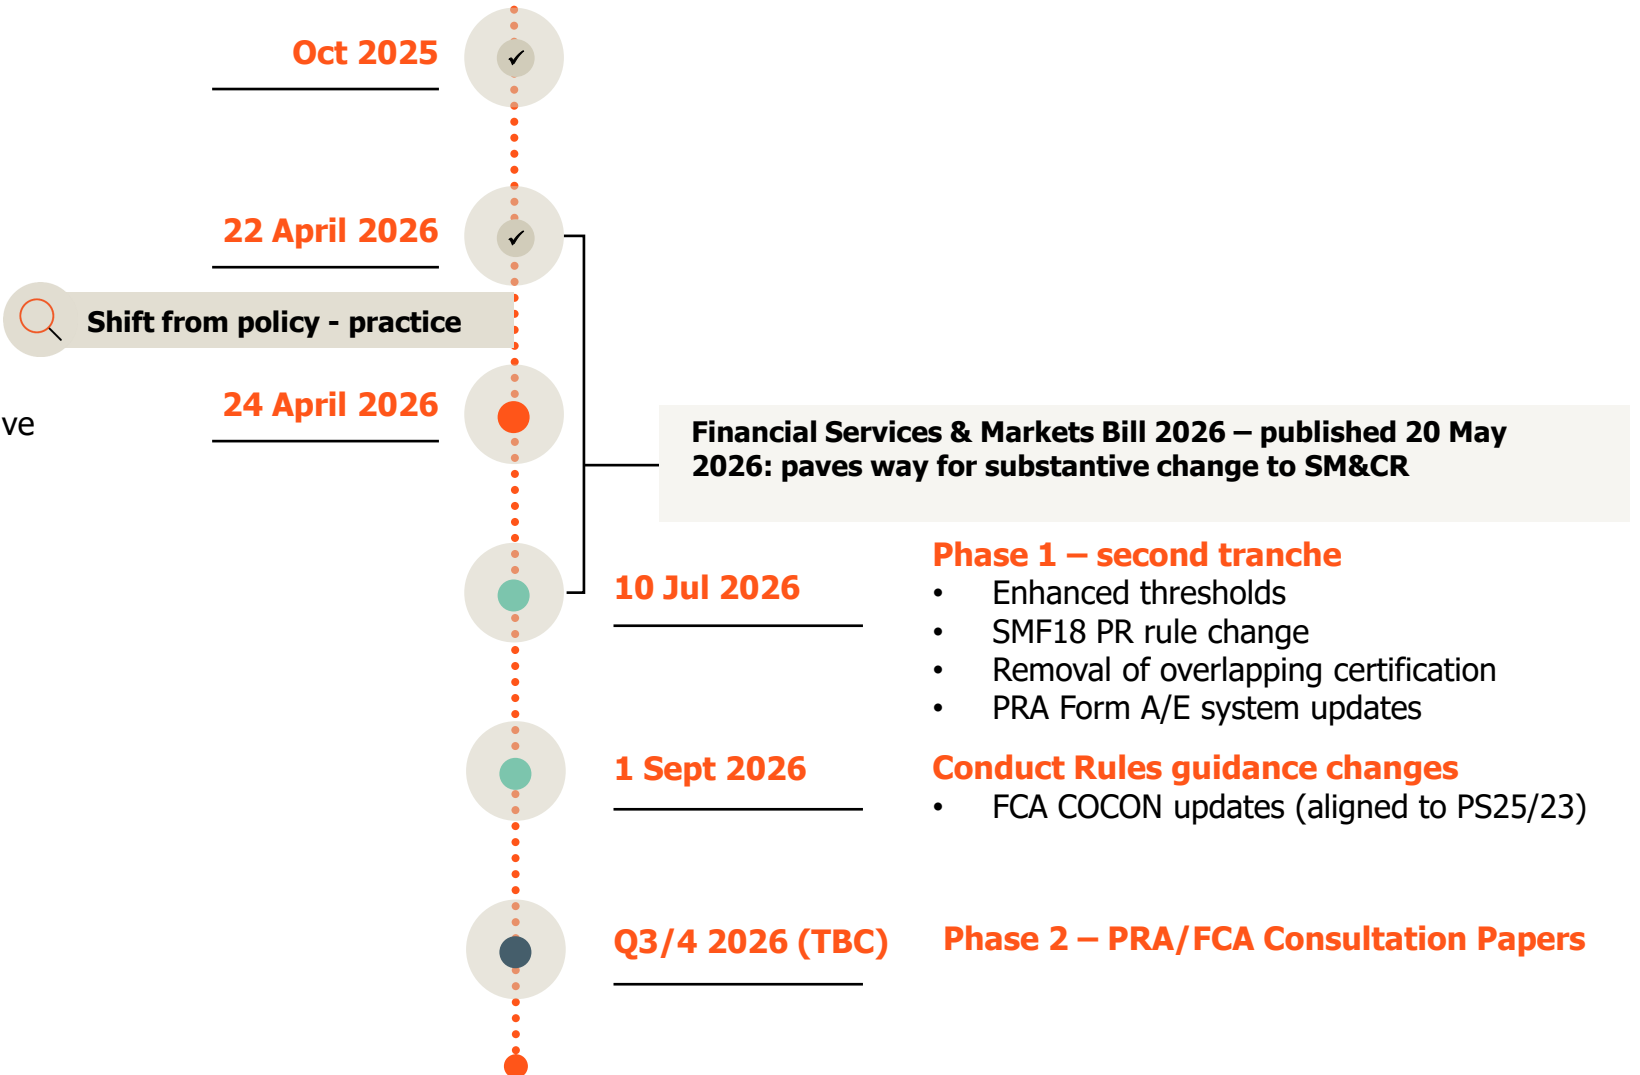 Oct 2025
22 April 2026
Shift from policy - practice
24 April 2026
ve
Financial Services & Markets Bill 2026 – published 20 May
2026: paves way for substantive change to SM&CR
10 Jul 2026
Phase 1 – second tranche
• Enhanced thresholds
• SMF18 PR rule change
• Removal of overlapping certification
• PRA Form A/E system updates
1 Sept 2026
Conduct Rules guidance changes
• FCA COCON updates (aligned to PS25/23)
Q3/4 2026 (TBC)
Phase 2 – PRA/FCA Consultation Papers